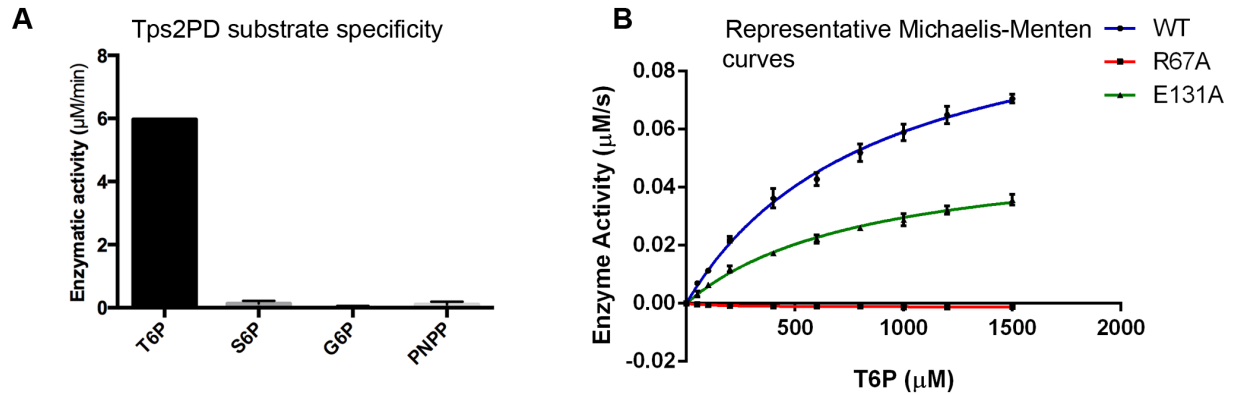 A
Tps2PD substrate specificity
Enzymatic activity (μM/min)
8
6
4
2
0
T6P
S6P
G6P
PNPP
B
Representative Michaelis-Menten
curves
WT
R67A
E131A
Enzyme Activity (μM/s)
0.08
0.06
0.04
0.02
0.00
-0.02
500
1000
1500
2000
T6P (μM)